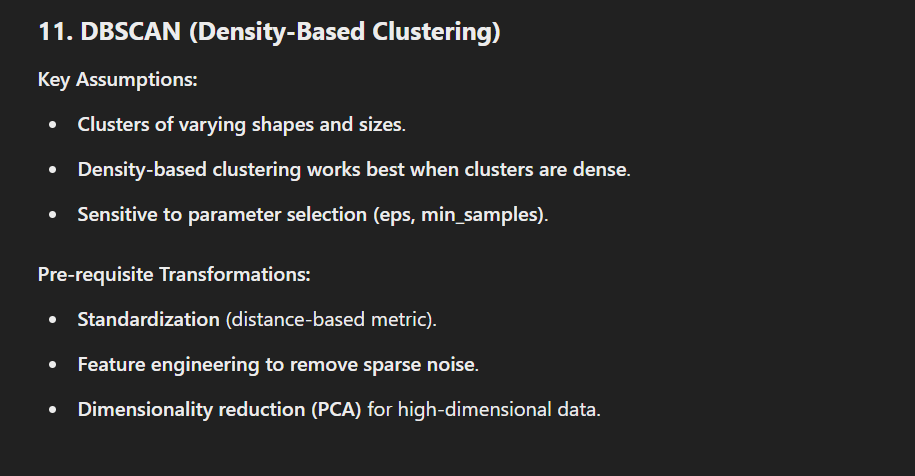 11. DBSCAN (Density-Based Clustering)
Key Assumptions:
• Clusters of varying shapes and sizes.
• Density-based clustering works best when clusters are dense.
• Sensitive to parameter selection (eps, min_samples).
Pre-requisite Transformations:
• Standardization (distance-based metric).
• Feature engineering to remove sparse noise.
• Dimensionality reduction (PCA) for high-dimensional data.